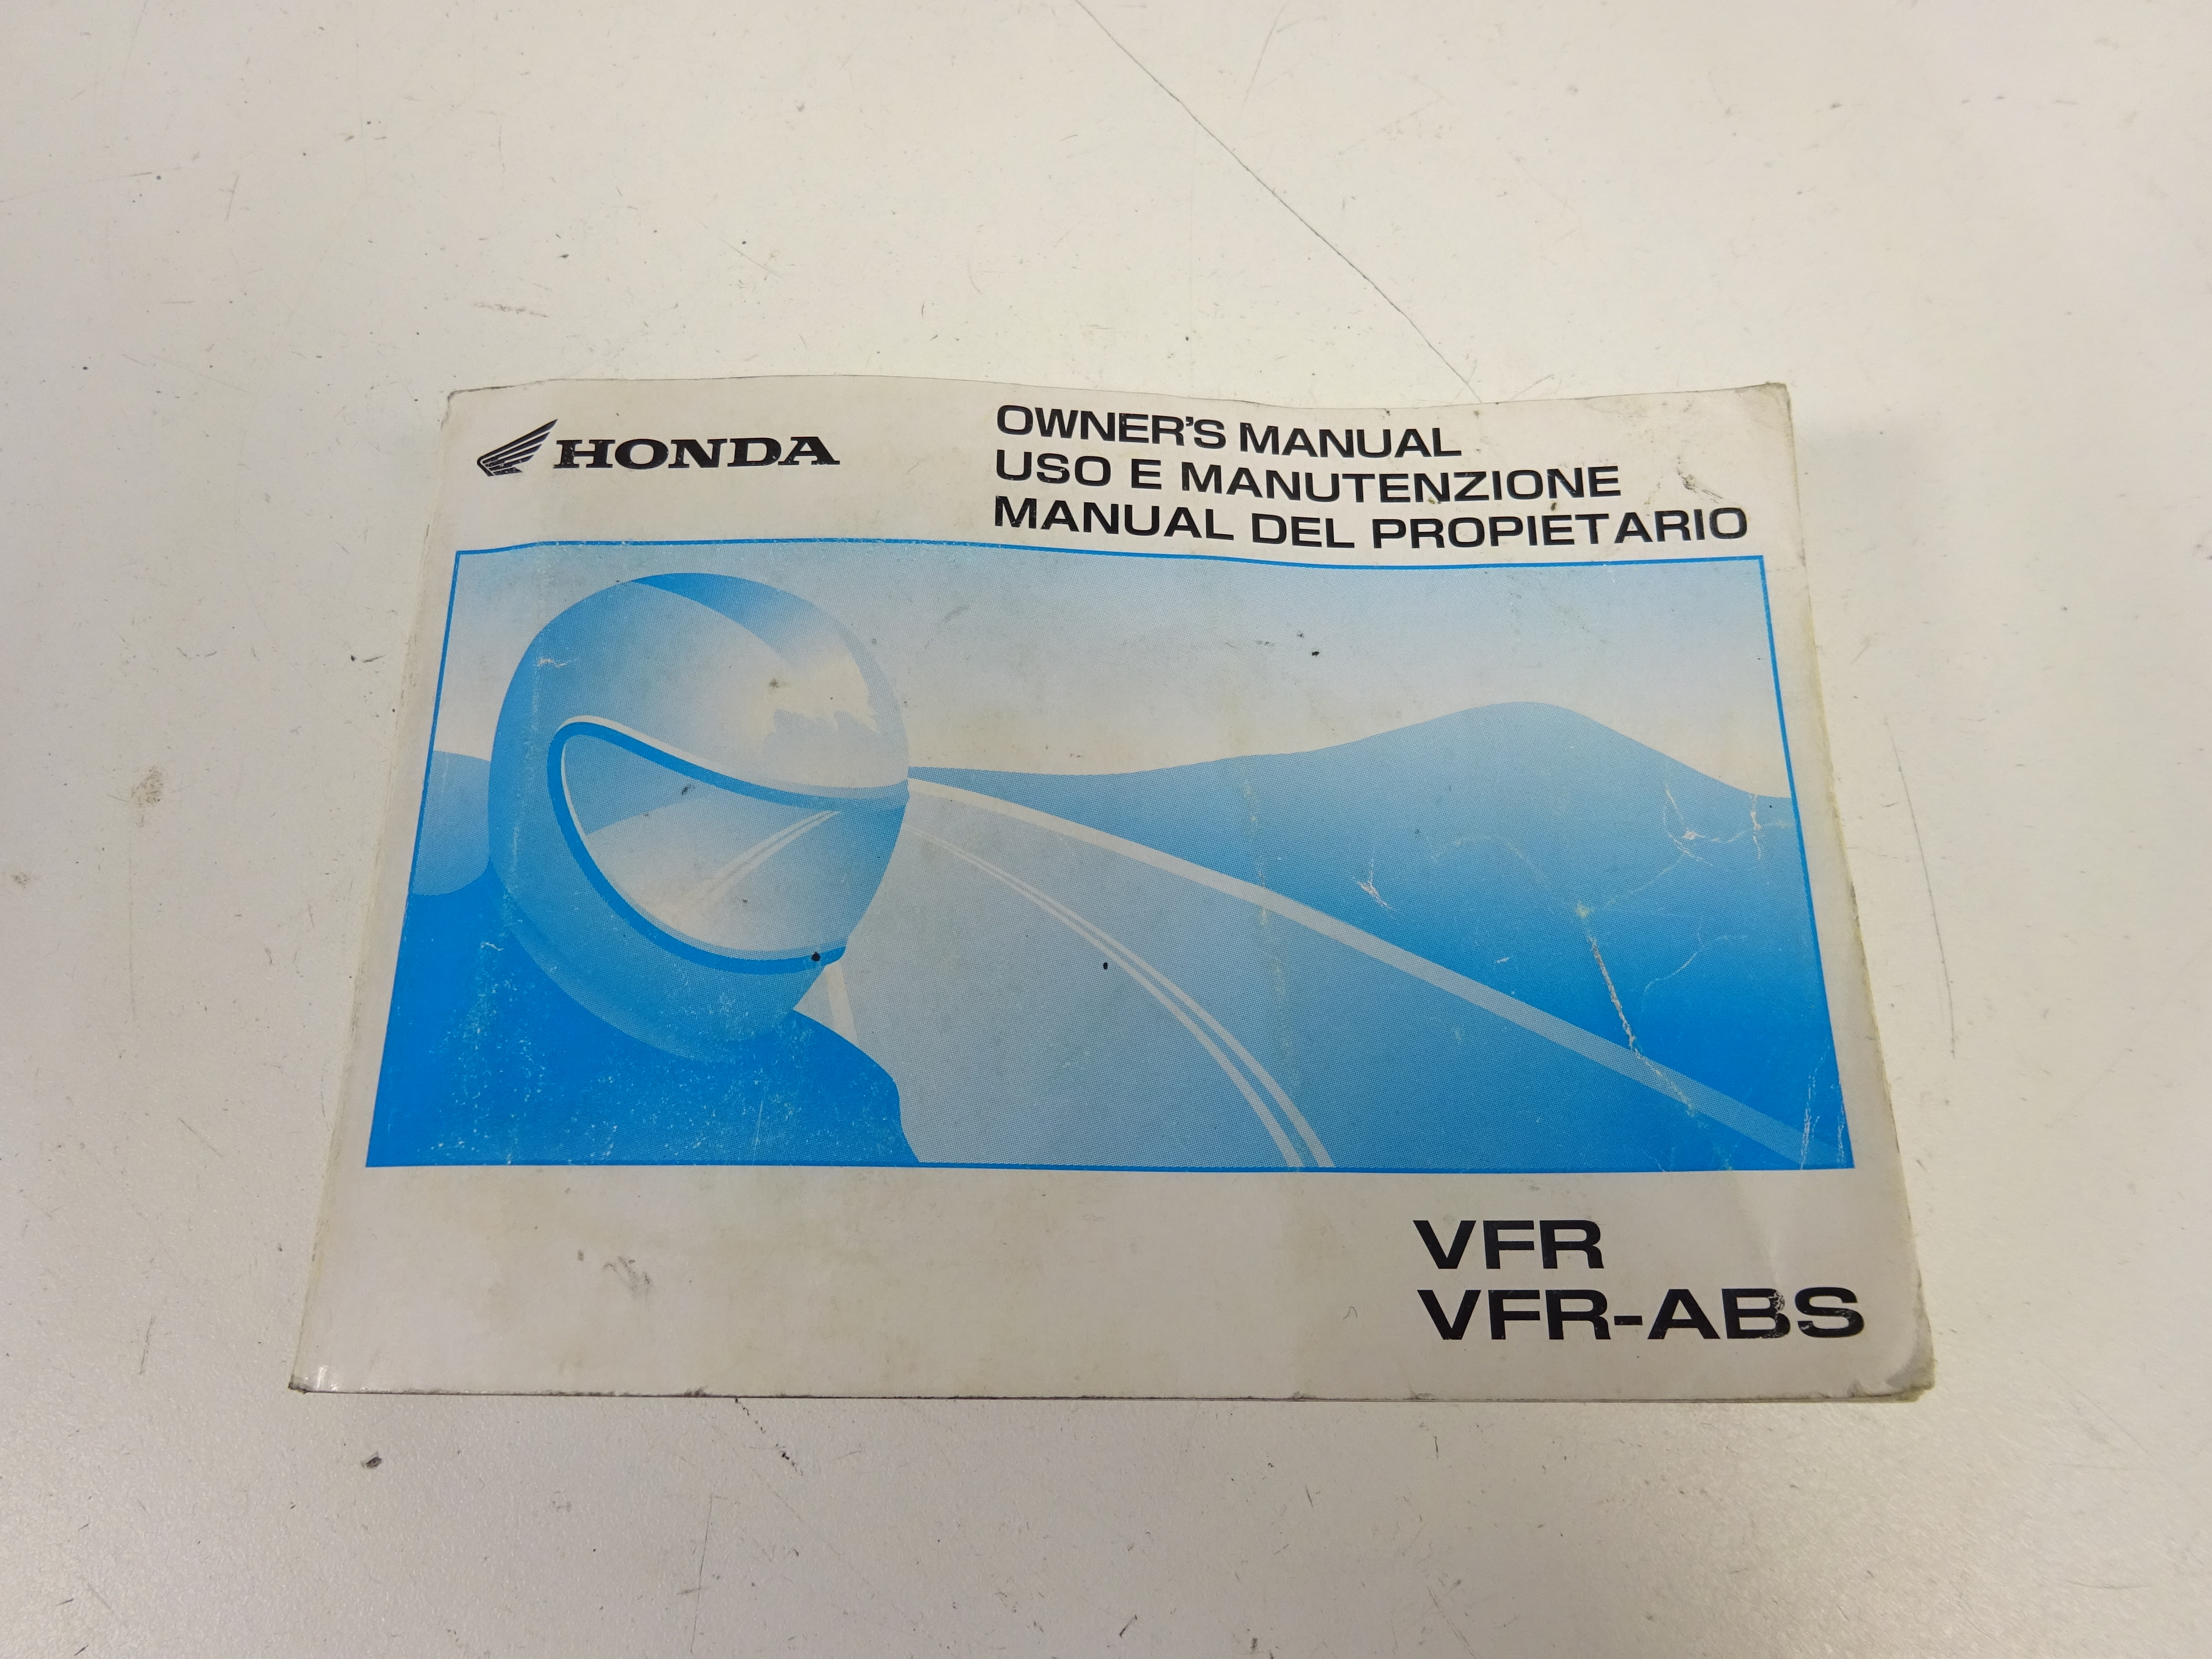 HONDA
OWNER'S MANUAL
USO E MANUTENZIONE
MANUAL DEL PROPIETARIO
VFR
VFR-ABS